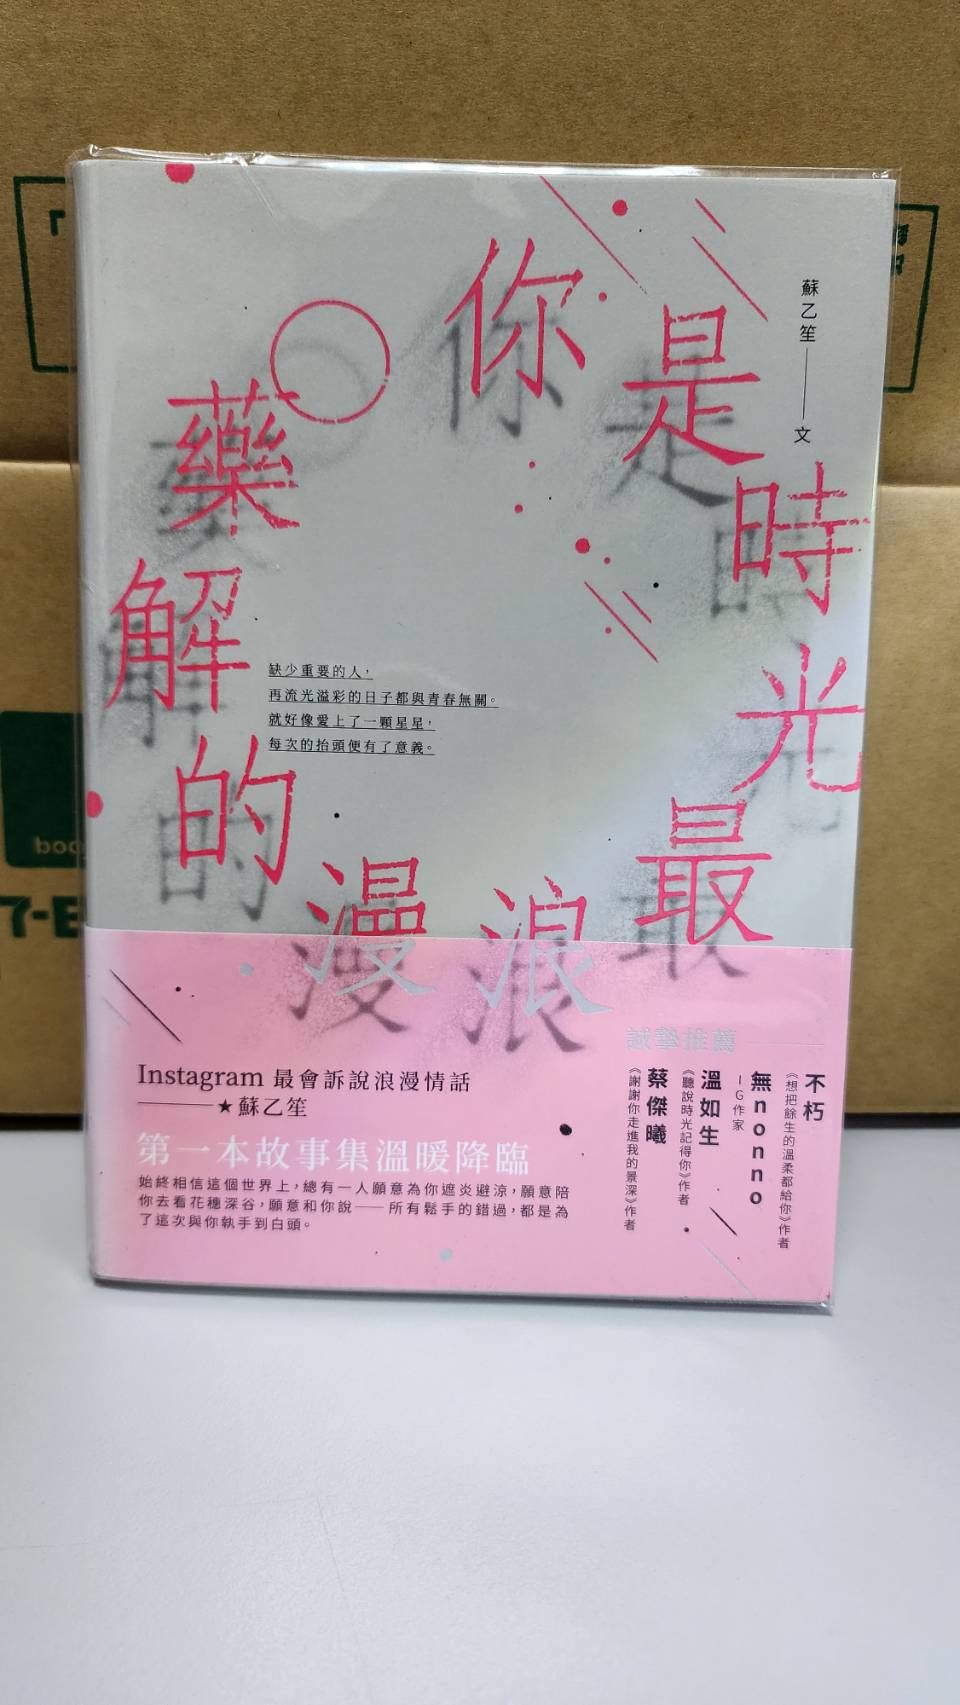 你是時光最浪漫的解藥
蘇乙笙——文
缺少重要的人，
再流光溢彩的日子都與青春無關。
就好像愛上了一顆星星，
每次的抬頭便有了意義。
Instagram 最會訴說浪漫情話
——★蘇乙笙
第一本故事集溫暖降臨
始終相信這個世界上，總有一人願意為你遮炎避涼，願意陪
你去看花穗深谷，願意和你說——所有鬆手的錯過，都是為
了這次與你執手到白頭。
誠摯推薦
不朽
《想把餘生的溫柔都給你》作者
無nonno
IG作家
溫如生
《聽說時光記得你》作者
蔡傑曦
《謝謝你走進我的景深》作者
boo
7-E